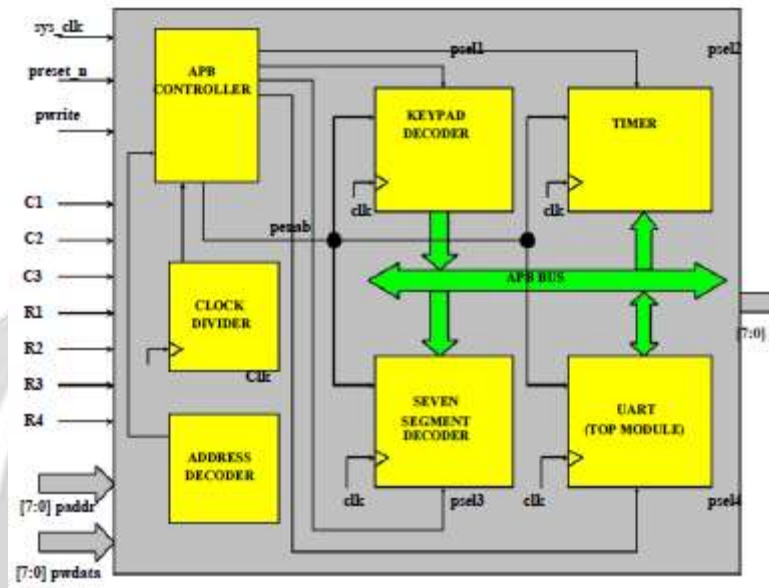 sys_clk
preset_n
pwrite
C1
C2
C3
R1
R2
R3
R4
[7:0] paddr
[7:0] pwdata
APB
CONTROLLER
CLOCK
DIVIDER
Clk
ADDRESS
DECODER
psel1
psel2
KEYPAD
DECODER
clk
TIMER
clk
penab
APB BUS
SEVEN
SEGMENT
DECODER
clk
psel3
UART
(TOP MODULE)
clk
psel4
[7:0]